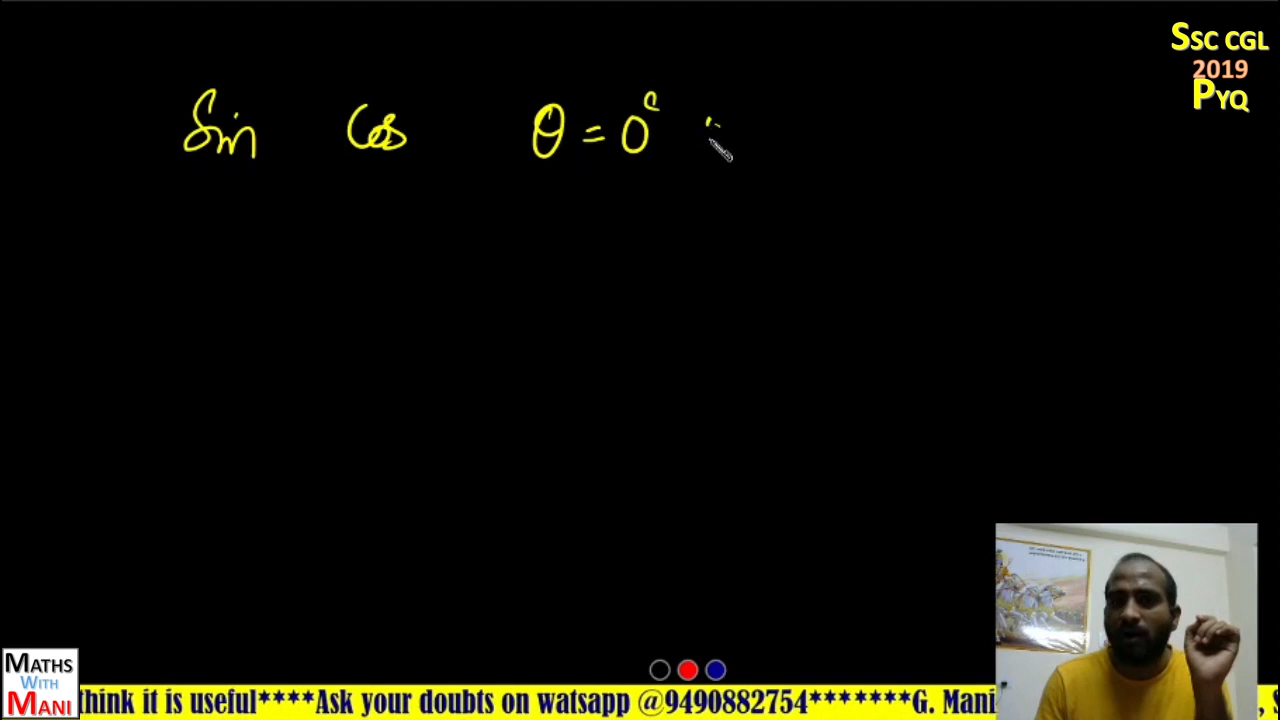 SSC CGL
2019
PYQ
Sin Cos θ = 0°
MATHS
WITH
MANI
think it is useful****Ask your doubts on watsapp @9490882754*******G. Mani
, S